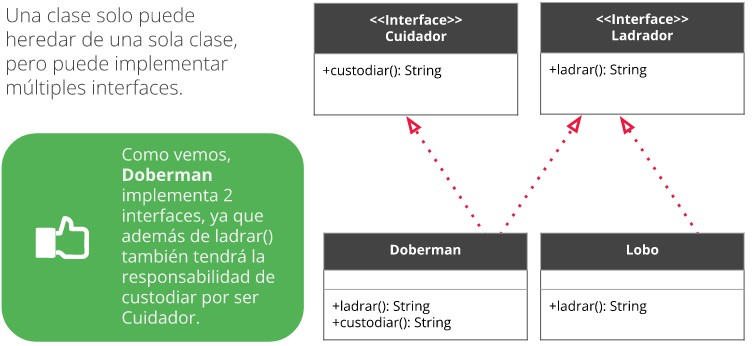 Una clase solo puede
heredar de una sola clase,
pero puede implementar
múltiples interfaces.
Como vemos,
Doberman
implementa 2
interfaces, ya que
además de ladrar()
también tendrá la
responsabilidad de
custodiar por ser
Cuidador.
<<Interface>>
Cuidador
+custodiar(): String
<<Interface>>
Ladrador
+ladrar(): String
Doberman
+ladrar(): String
+custodiar(): String
Lobo
+ladrar(): String